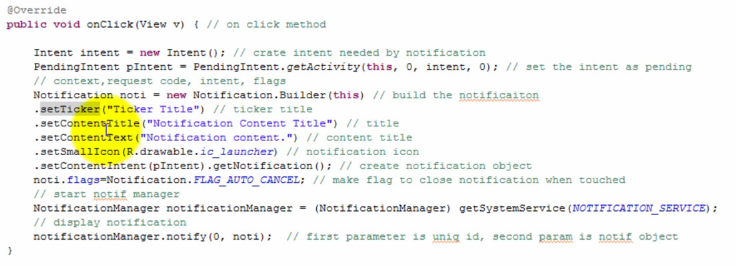 @Override
public void onClick(View v) { // on click method
Intent intent = new Intent(); // crate intent needed by notification
PendingIntent pIntent = PendingIntent.getActivity(this, 0, intent, 0); // set the intent as pending
// context,request code, intent, flags
Notification noti = new Notification.Builder(this) // build the notificaiton
.setTicker("Ticker Title") // ticker title
.setContentTitle("Notification Content Title") // title
.setContentText("Notification content.") // content title
.setSmallIcon(R.drawable.ic_launcher) // notification icon
.setContentIntent(pIntent).getNotification(); // create notification object
noti.flags=Notification.FLAG_AUTO_CANCEL; // make flag to close notification when touched
// start notif manager
NotificationManager notificationManager = (NotificationManager) getSystemService(NOTIFICATION_SERVICE);
// display notification
notificationManager.notify(0, noti);  // first parameter is uniq id, second param is notif object
}